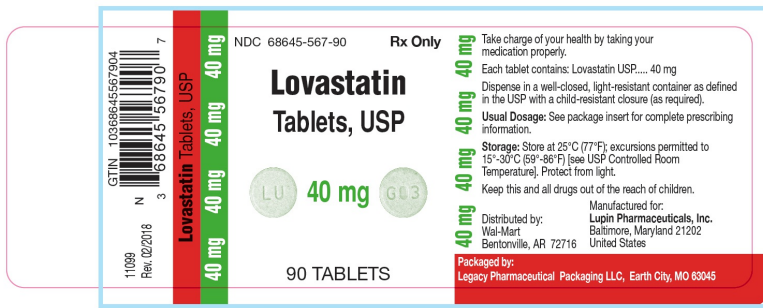 GTIN 10368645567904
N 3 68645 56790 7
11099
Rev. 02/2018
Lovastatin Tablets, USP
40 mg 40 mg 40 mg 40 mg
NDC 68645-567-90 Rx Only
Lovastatin
Tablets, USP
LU 40 mg GL3
90 TABLETS
40 mg 40 mg 40 mg 40 mg
Take charge of your health by taking your
medication properly.
Each tablet contains: Lovastatin USP..... 40 mg
Dispense in a well-closed, light-resistant container as defined
in the USP with a child-resistant closure (as required).
Usual Dosage: See package insert for complete prescribing
information.
Storage: Store at 25°C (77°F); excursions permitted to
15°-30°C (59°-86°F) [see USP Controlled Room
Temperature]. Protect from light.
Keep this and all drugs out of the reach of children.
Distributed by:
Wal-Mart
Bentonville, AR 72716
Manufactured for:
Lupin Pharmaceuticals, Inc.
Baltimore, Maryland 21202
United States
Packaged by:
Legacy Pharmaceutical Packaging LLC, Earth City, MO 63045